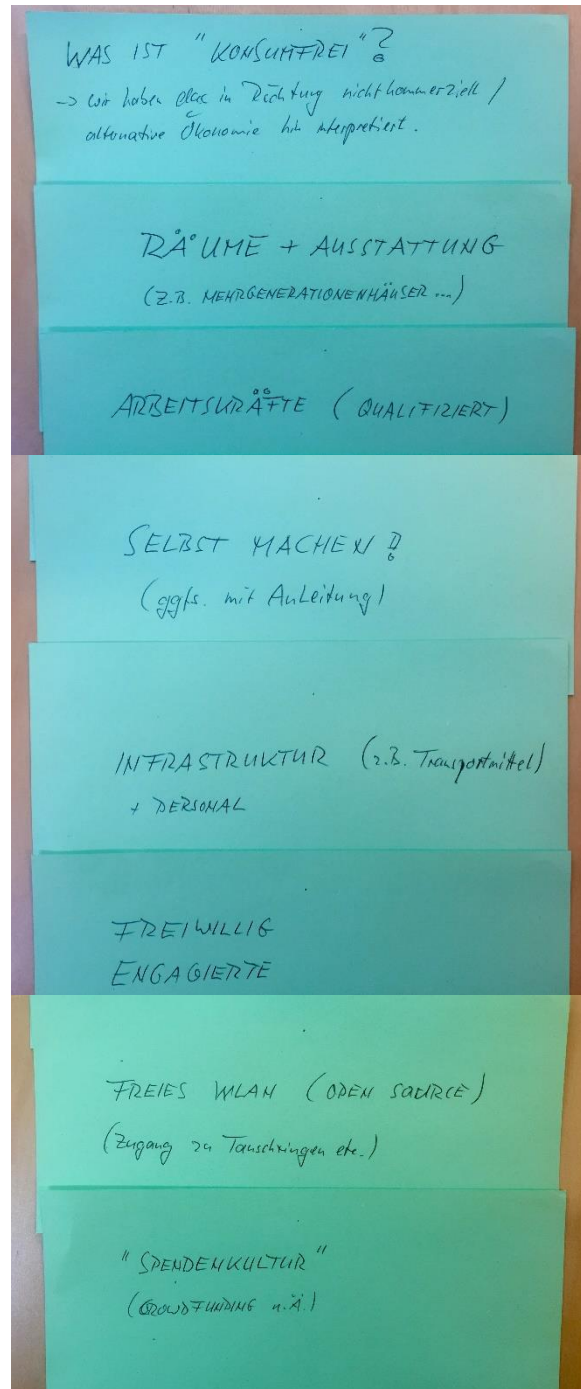 WAS IST "KONSUMFREI"?
-> wir haben das in Richtung nichtkommerziell /
alternative Ökonomie hin interpretiert.
RÄUME + AUSSTATTUNG
(Z.B. MEHRGENERATIONENHÄUSER ...)
ARBEITSKRÄFTE (QUALIFIZIERT)
SELBST MACHEN!
(ggfs. mit Anleitung)
INFRASTRUKTUR (z.B. Transportmittel)
+ PERSONAL
FREIWILLIG
ENGAGIERTE
FREIES WLAN (OPEN SOURCE)
(Zugang zu Tauschringen etc.)
"SPENDENKULTUR"
(CROWDFUNDING u.Ä.)